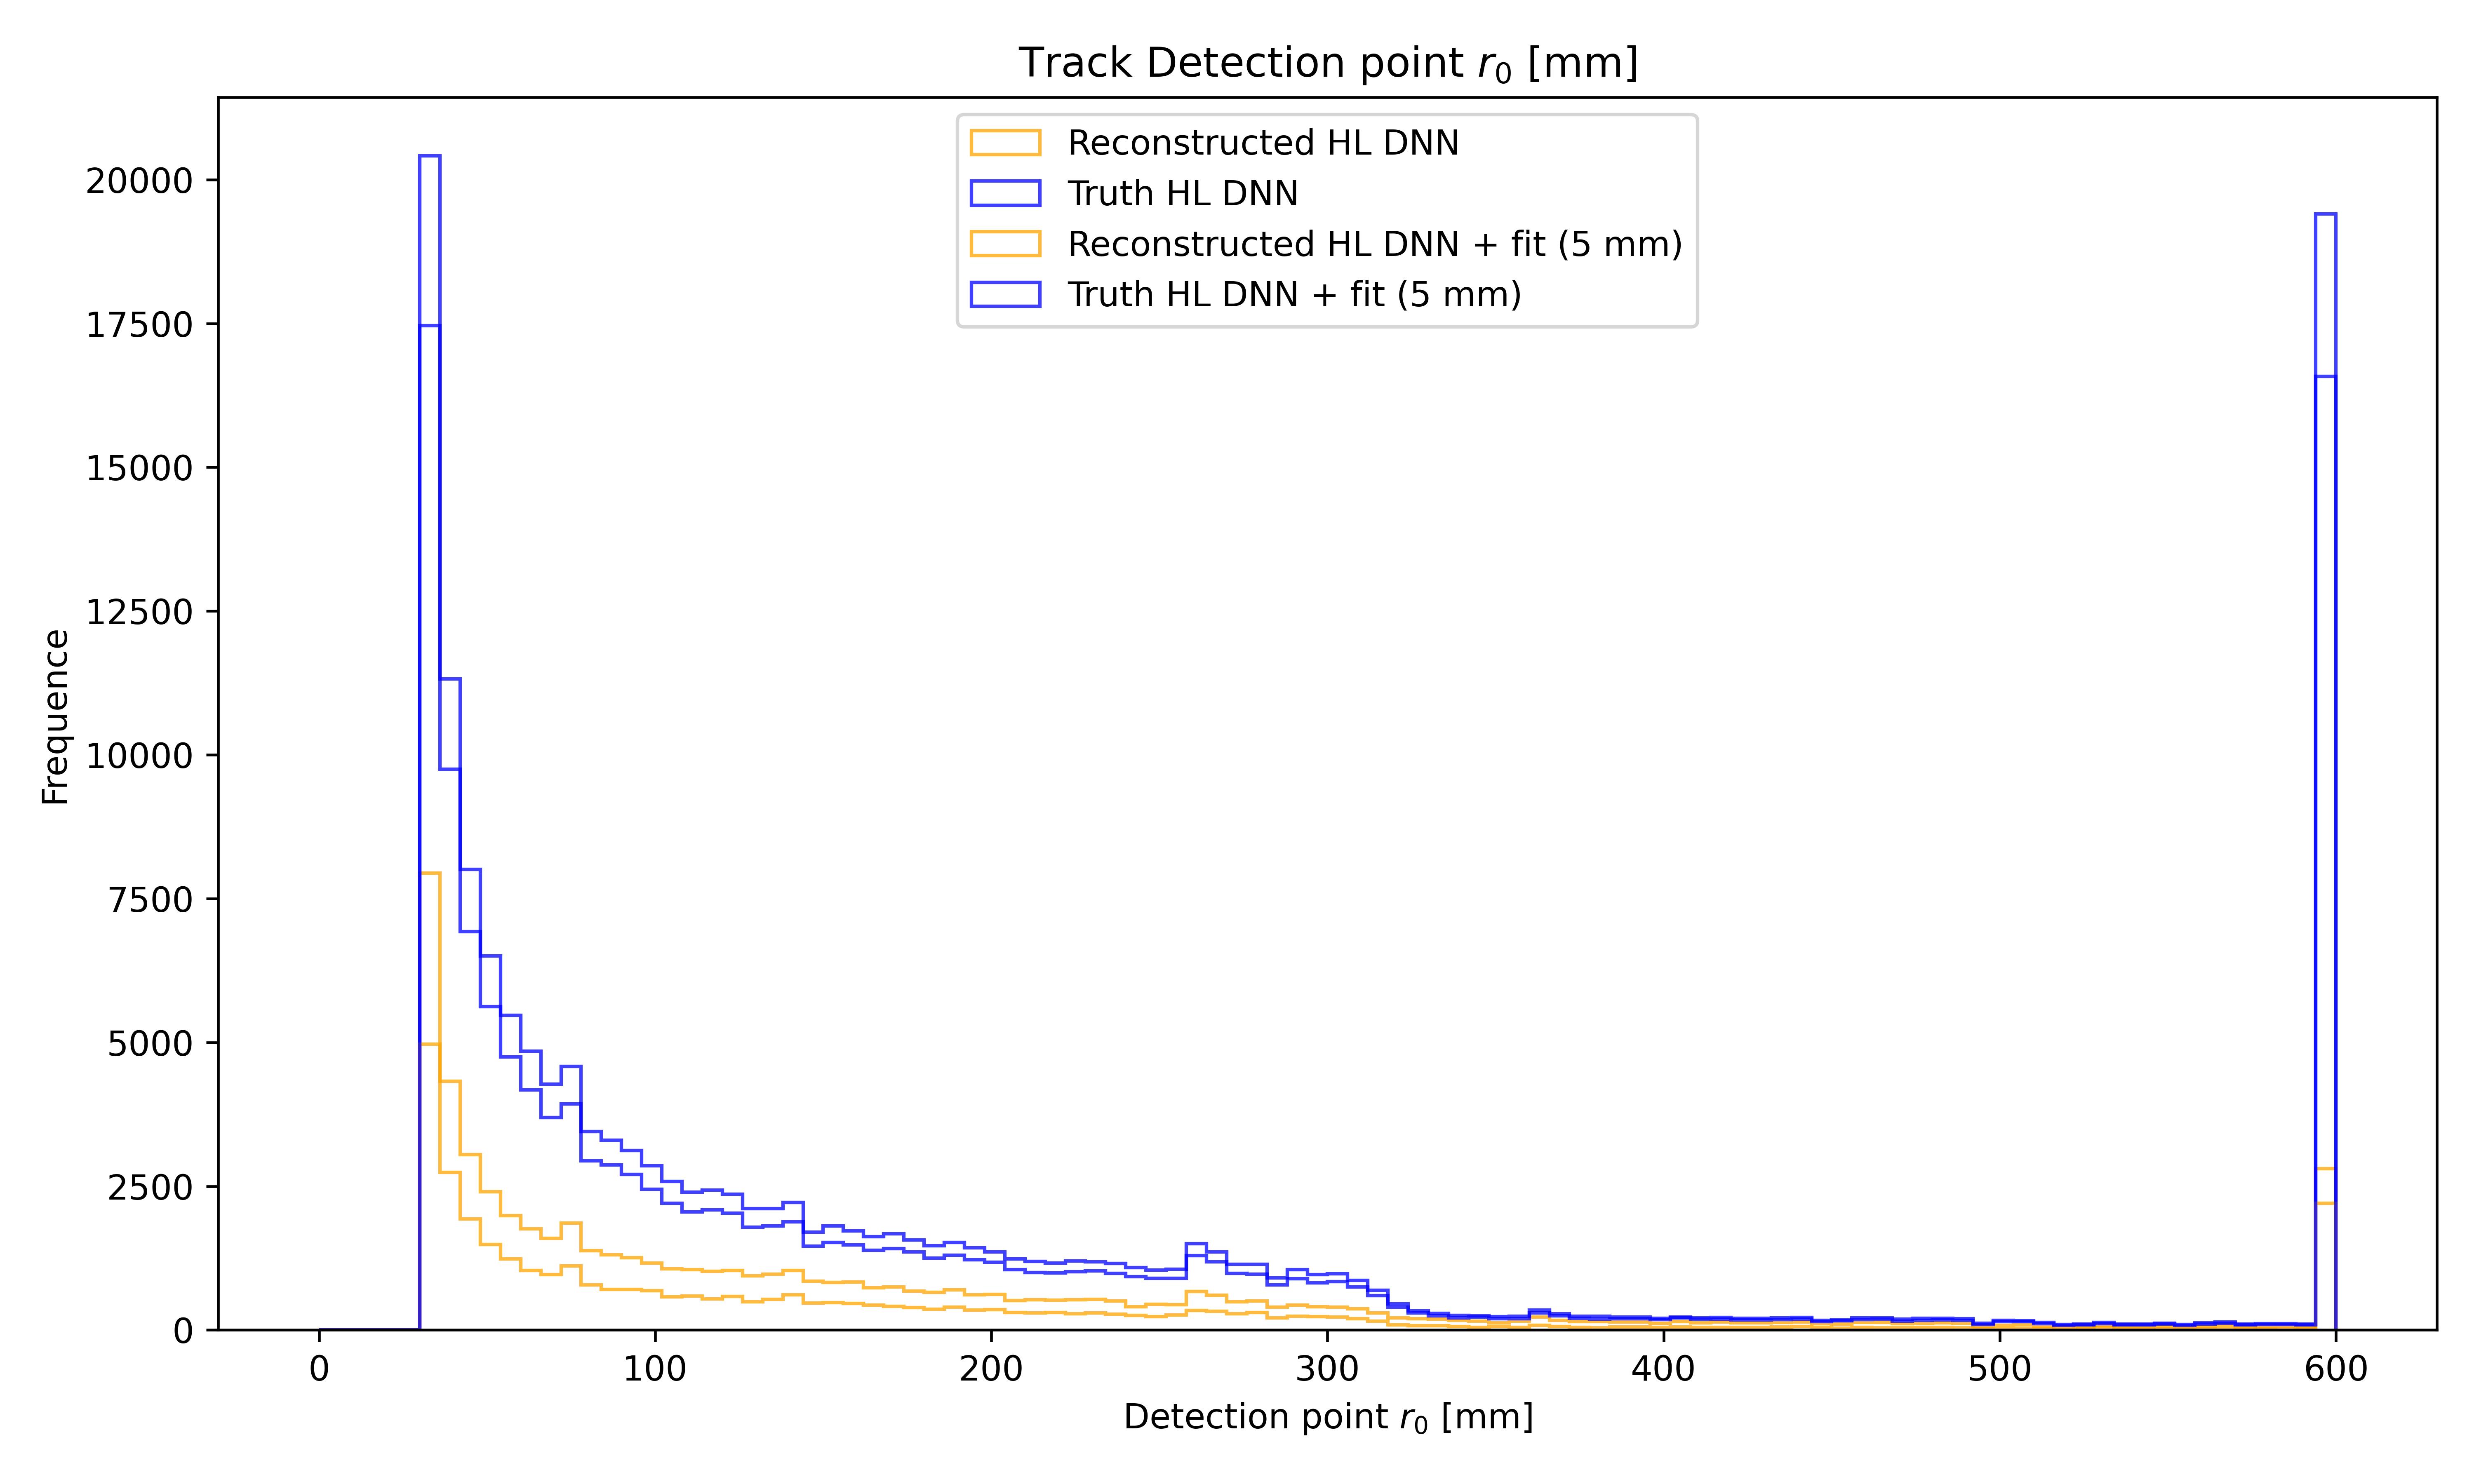 Track Detection point r₀ [mm]
Reconstructed HL DNN
Truth HL DNN
Reconstructed HL DNN + fit (5 mm)
Truth HL DNN + fit (5 mm)
Frequence
20000
17500
15000
12500
10000
7500
5000
2500
0
0 100 200 300 400 500 600
Detection point r₀ [mm]